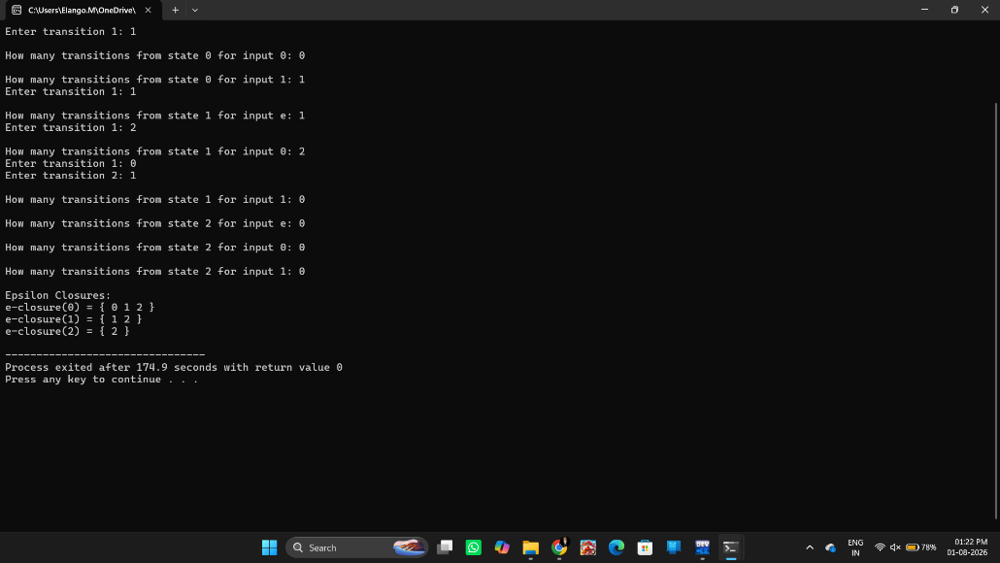 C:\Users\Elango.M\OneDrive\
Enter transition 1: 1
How many transitions from state 0 for input 0: 0
How many transitions from state 0 for input 1: 1
Enter transition 1: 1
How many transitions from state 1 for input e: 1
Enter transition 1: 2
How many transitions from state 1 for input 0: 2
Enter transition 1: 0
Enter transition 2: 1
How many transitions from state 1 for input 1: 0
How many transitions from state 2 for input e: 0
How many transitions from state 2 for input 0: 0
How many transitions from state 2 for input 1: 0
Epsilon Closures:
e-closure(0) = { 0 1 2 }
e-closure(1) = { 1 2 }
e-closure(2) = { 2 }
--------------------------------
Process exited after 174.9 seconds with return value 0
Press any key to continue . . .
Search
DEV
ENG
IN
78%
01:22 PM
01-08-2026